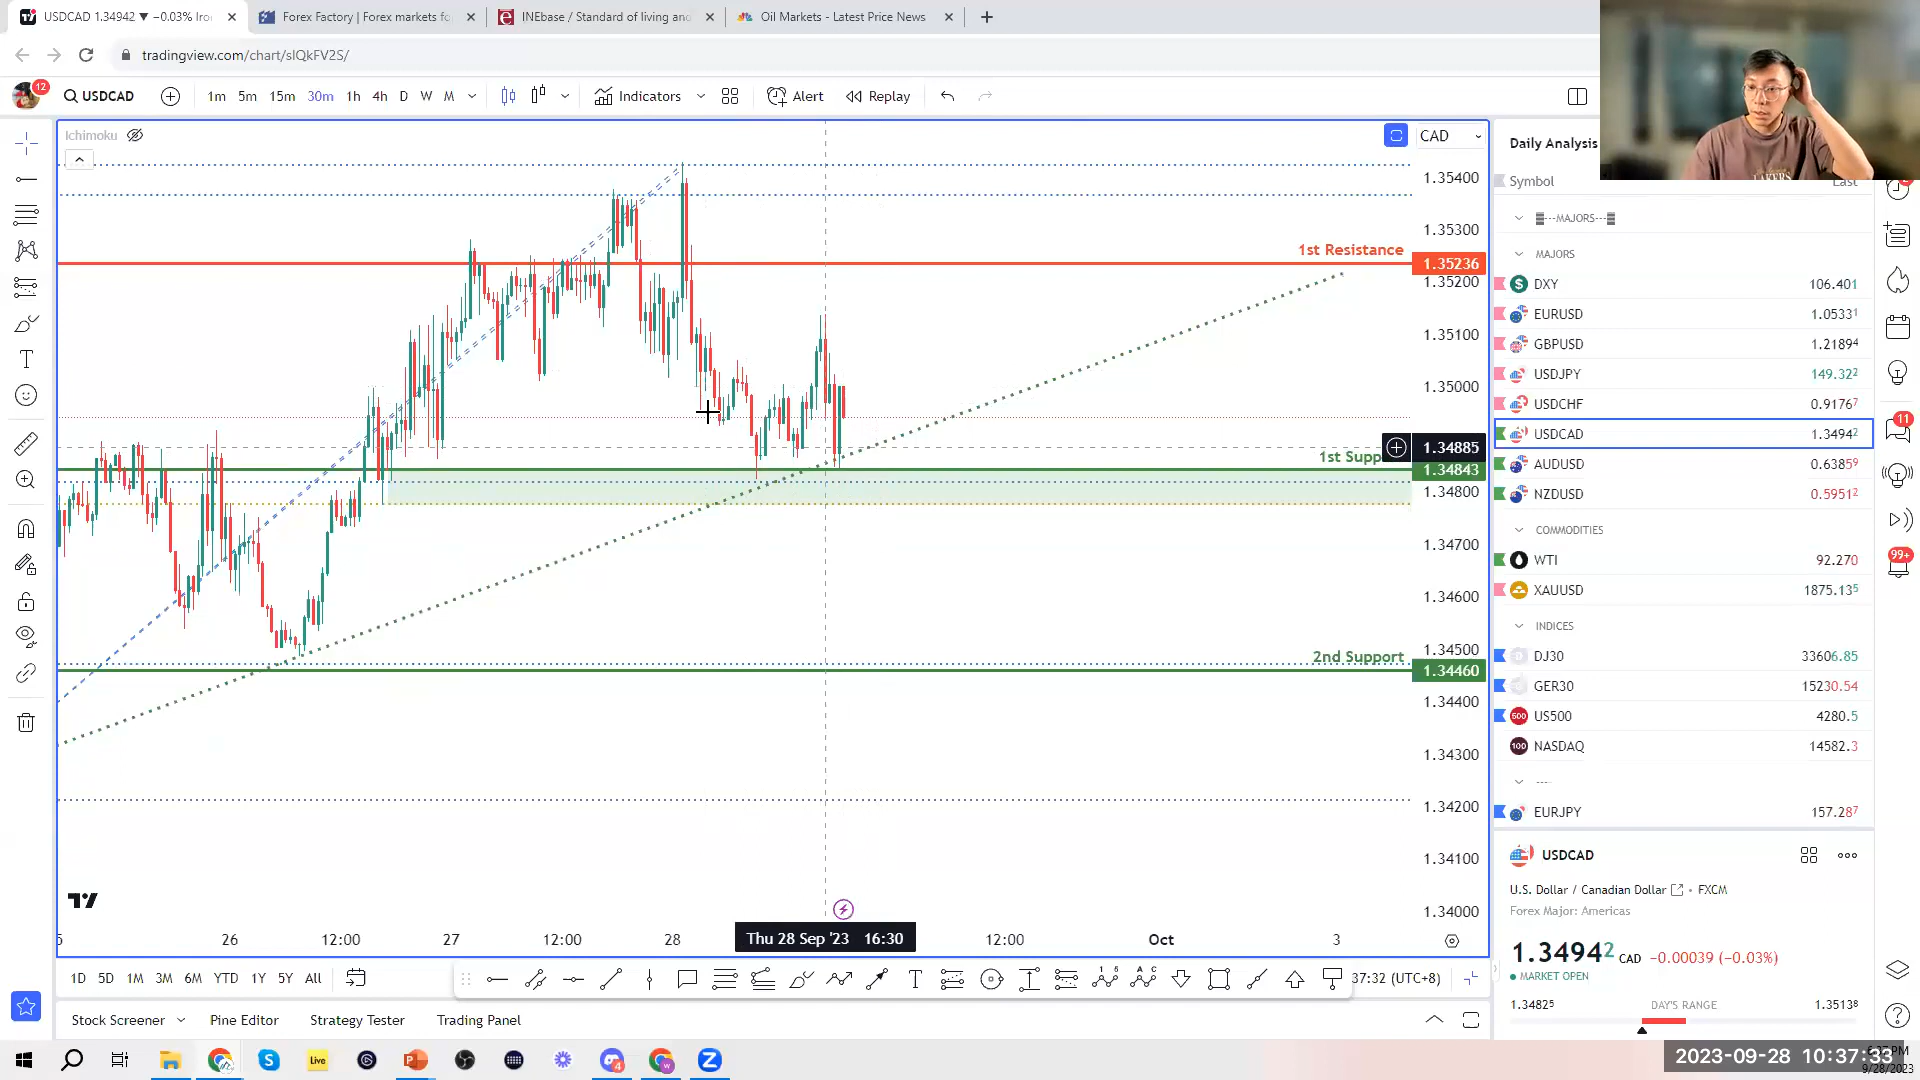 USDCAD 1.34942 ▼ −0.03% Iro
Forex Factory | Forex markets fo
INEbase / Standard of living and
Oil Markets - Latest Price News
tradingview.com/chart/slQkFV2S/
12
USDCAD
1m 5m 15m 30m 1h 4h D W M
Indicators
Alert
Replay
Ichimoku
CAD
1.35400
1.35300
1st Resistance
1.35236
1.35200
1.35100
1.35000
1.34885
1st Supp
1.34843
1.34800
1.34700
1.34600
1.34500
2nd Support
1.34460
1.34400
1.34300
1.34200
1.34100
1.34000
26 12:00 27 12:00 28 Thu 28 Sep '23 16:30 12:00 Oct 3
1D 5D 1M 3M 6M YTD 1Y 5Y All
37:32 (UTC+8)
Stock Screener
Pine Editor
Strategy Tester
Trading Panel
Daily Analysis
Symbol Last
---MAJORS---
MAJORS
DXY 106.401
EURUSD 1.05331
GBPUSD 1.21894
USDJPY 149.322
USDCHF 0.91767
USDCAD 1.34942
AUDUSD 0.63859
NZDUSD 0.59512
COMMODITIES
WTI 92.270
XAUUSD 1875.135
INDICES
DJ30 33606.85
GER30 15230.54
US500 4280.5
NASDAQ 14582.3
----
EURJPY 157.287
USDCAD
U.S. Dollar / Canadian Dollar • FXCM
Forex Major: Americas
1.34942 CAD −0.00039 (−0.03%)
MARKET OPEN
1.34825 DAY'S RANGE 1.35138
11
99+
Live
4
2023-09-28 10:37:33
9/28/2023